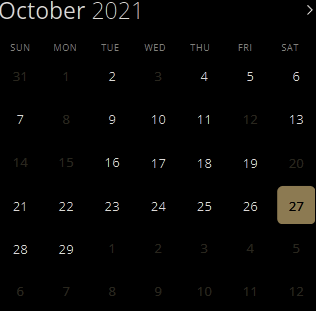 October 2021 >
SUN MON TUE WED THU FRI SAT
31 1 2 3 4 5 6
7 8 9 10 11 12 13
14 15 16 17 18 19 20
21 22 23 24 25 26 27
28 29 1 2 3 4 5
6 7 8 9 10 11 12